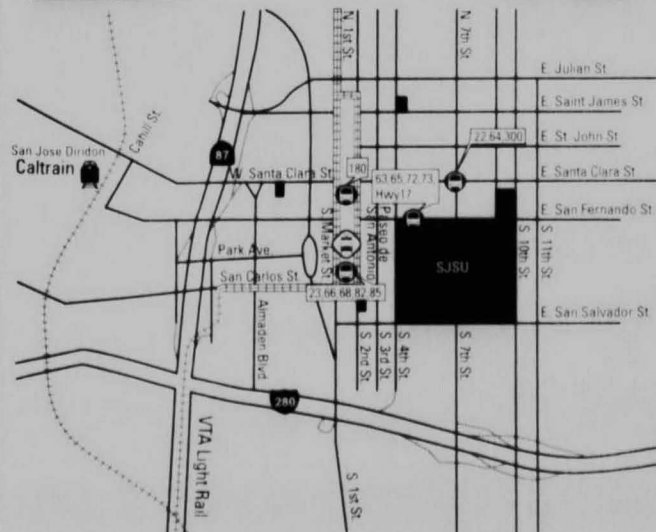 N. 1st St.
N. 7th St.
E. Julian St.
E. Saint James St.
E. St. John St.
22,64,300
Cahill St.
San Jose Diridon
Caltrain
87
W. Santa Clara St.
180
63,65,72,73,
Hwy17
E. Santa Clara St.
E. San Fernando St.
S. Market St.
Paseo de
San Antonio
Park Ave.
San Carlos St.
SJSU
S. 10th St.
S. 11th St.
23,66,68,82,85
E. San Salvador St.
Almaden Blvd.
S. 2nd St.
S. 3rd St.
S. 4th St.
S. 7th St.
280
VTA Light Rail
S. 1st St.